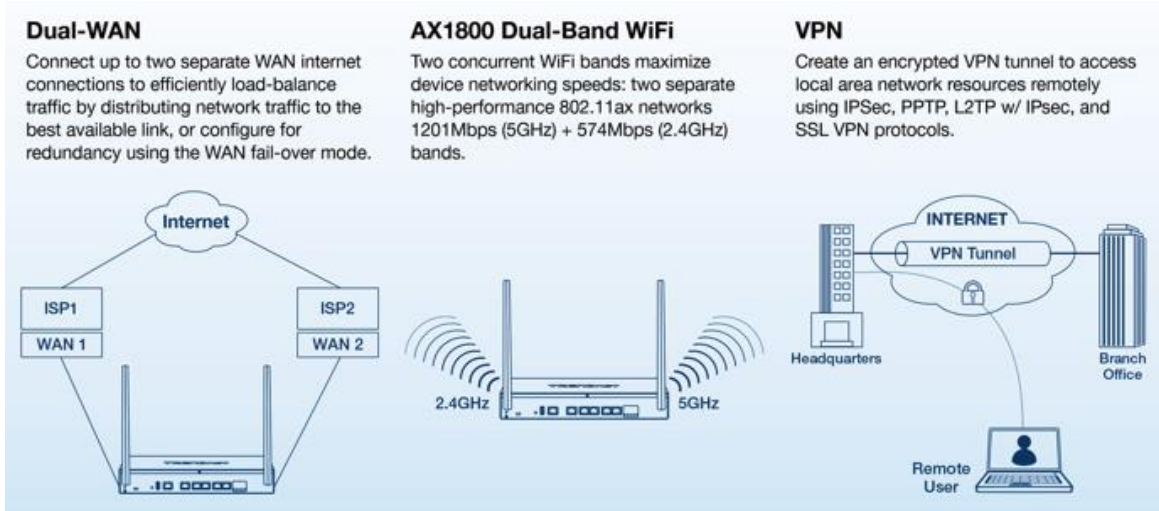 Dual-WAN
Connect up to two separate WAN internet
connections to efficiently load-balance
traffic by distributing network traffic to the
best available link, or configure for
redundancy using the WAN fail-over mode.
Internet
ISP1
ISP2
WAN 1
WAN 2
TRENDNET
AX1800 Dual-Band WiFi
Two concurrent WiFi bands maximize
device networking speeds: two separate
high-performance 802.11ax networks
1201Mbps (5GHz) + 574Mbps (2.4GHz)
bands.
TRENDNET
2.4GHz
5GHz
VPN
Create an encrypted VPN tunnel to access
local area network resources remotely
using IPSec, PPTP, L2TP w/ IPsec, and
SSL VPN protocols.
INTERNET
VPN Tunnel
Headquarters
Branch
Office
Remote
User